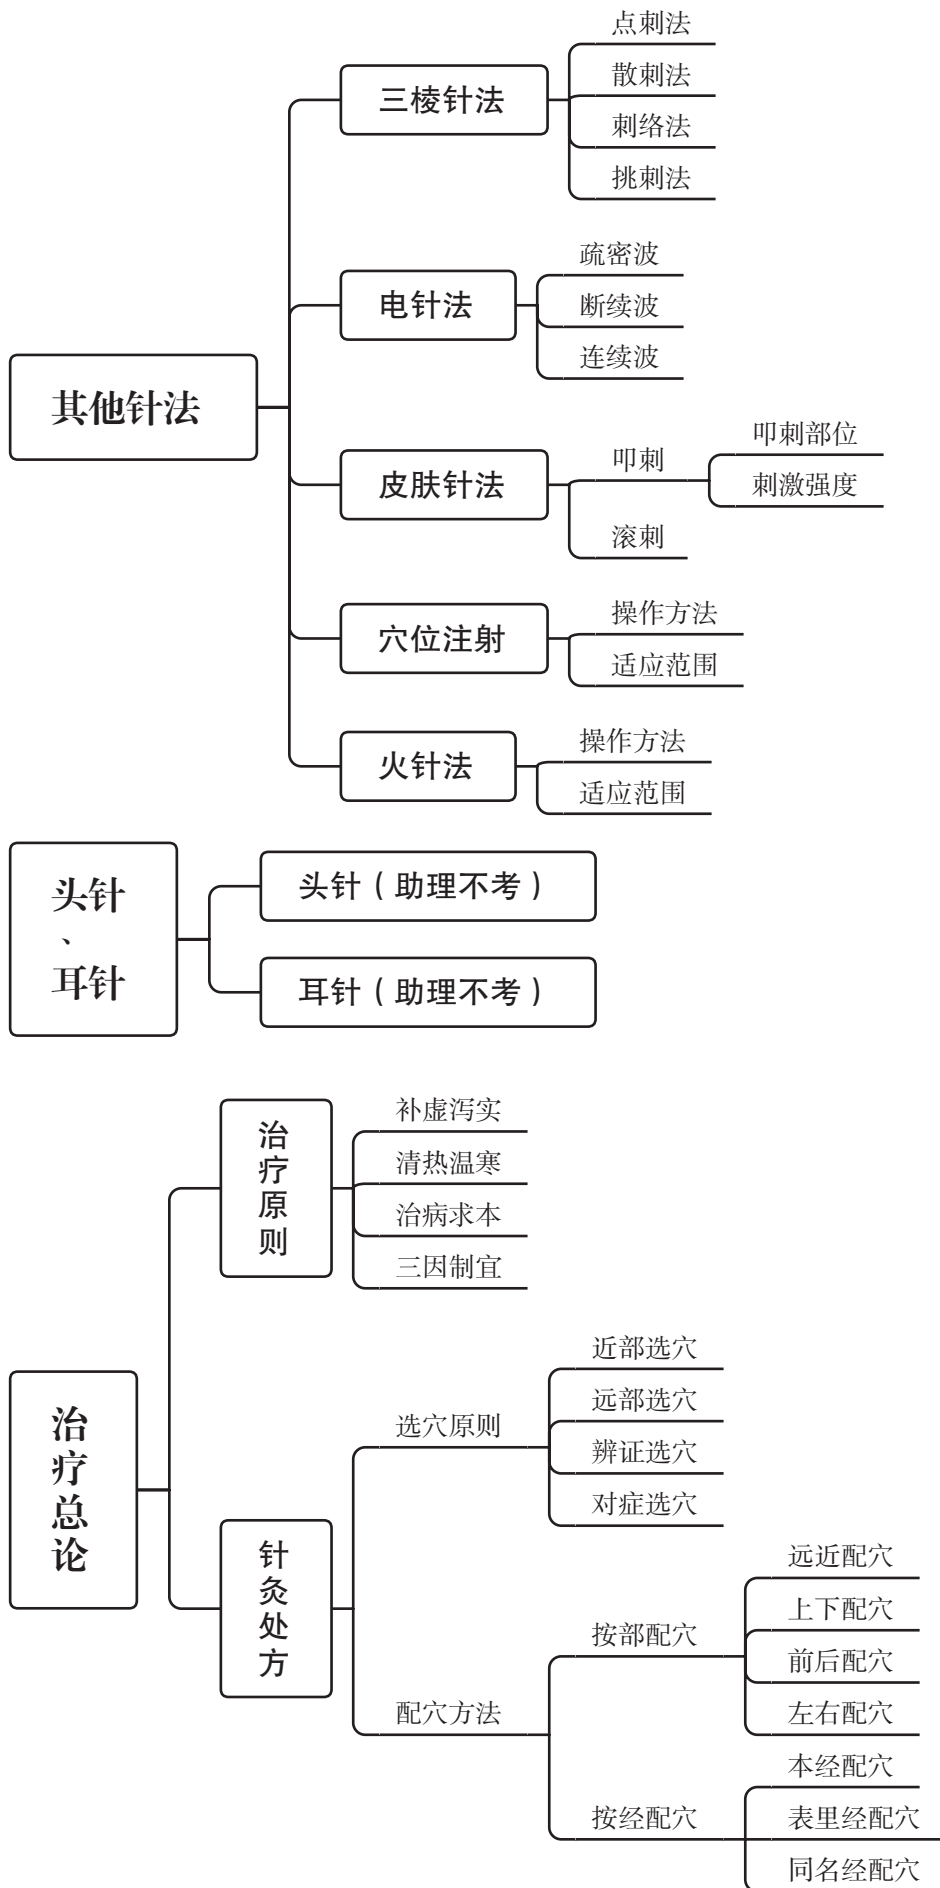 其他针法
三棱针法
点刺法
散刺法
刺络法
挑刺法
电针法
疏密波
断续波
连续波
皮肤针法
叩刺
叩刺部位
刺激强度
滚刺
穴位注射
操作方法
适应范围
火针法
操作方法
适应范围
头针
、
耳针
头针（助理不考）
耳针（助理不考）
治疗总论
治疗原则
补虚泻实
清热温寒
治病求本
三因制宜
针灸处方
选穴原则
近部选穴
远部选穴
辨证选穴
对症选穴
配穴方法
按部配穴
远近配穴
上下配穴
前后配穴
左右配穴
按经配穴
本经配穴
表里经配穴
同名经配穴